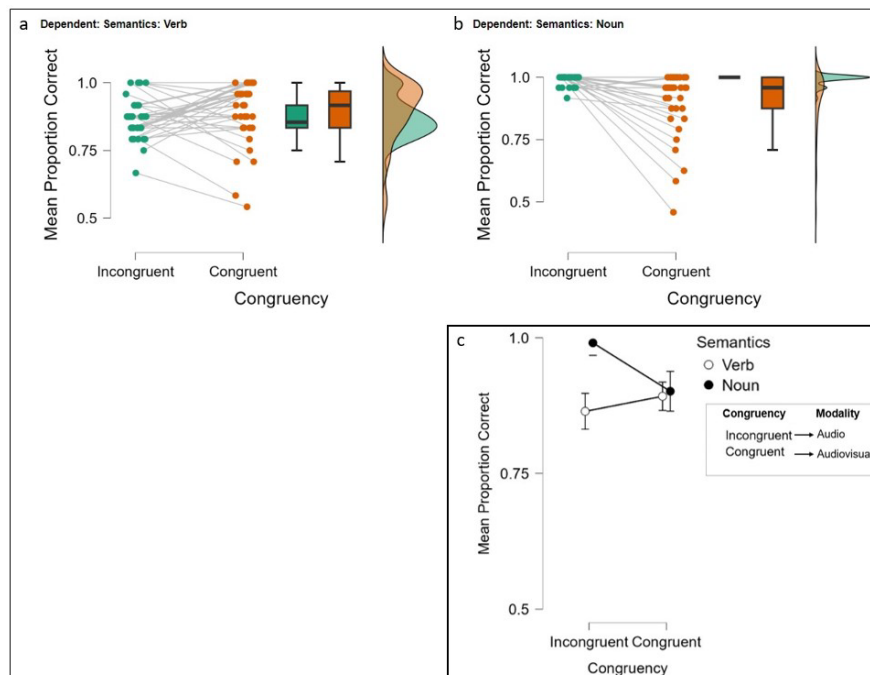 a Dependent: Semantics: Verb
Mean Proportion Correct
1.0
0.75
0.5
Incongruent Congruent
Congruency
b Dependent: Semantics: Noun
Mean Proportion Correct
1.0
0.75
0.5
Incongruent Congruent
Congruency
c
Mean Proportion Correct
1.0
0.75
0.5
Incongruent Congruent
Congruency
Semantics
Verb
Noun
Congruency Modality
Incongruent Audio
Congruent Audiovisual